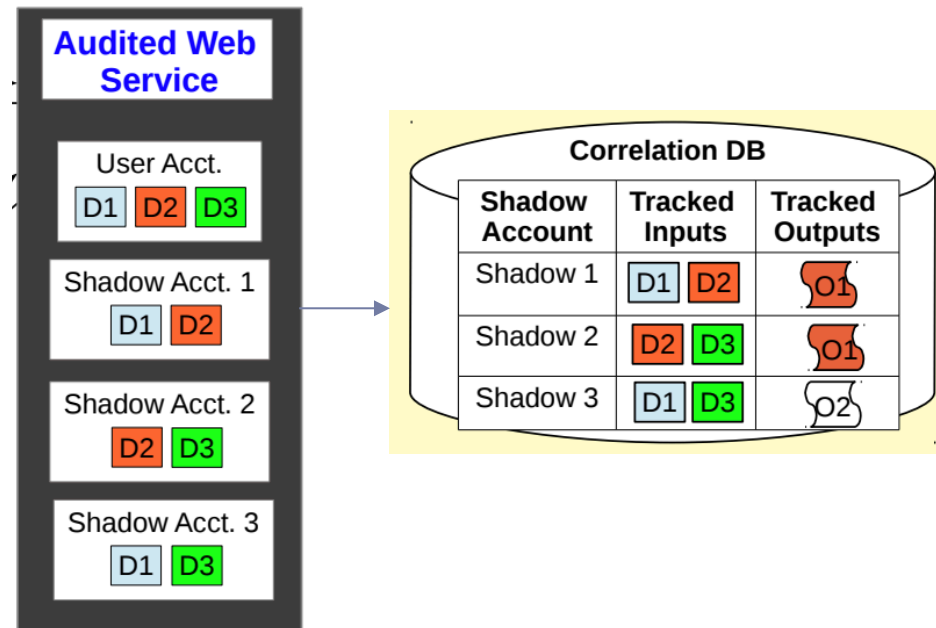 Audited Web
Service
User Acct.
D1 D2 D3
Shadow Acct. 1
D1 D2
Shadow Acct. 2
D2 D3
Shadow Acct. 3
D1 D3
Correlation DB
Shadow Account Tracked Inputs Tracked Outputs
Shadow 1 D1 D2 O1
Shadow 2 D2 D3 O1
Shadow 3 D1 D3 O2